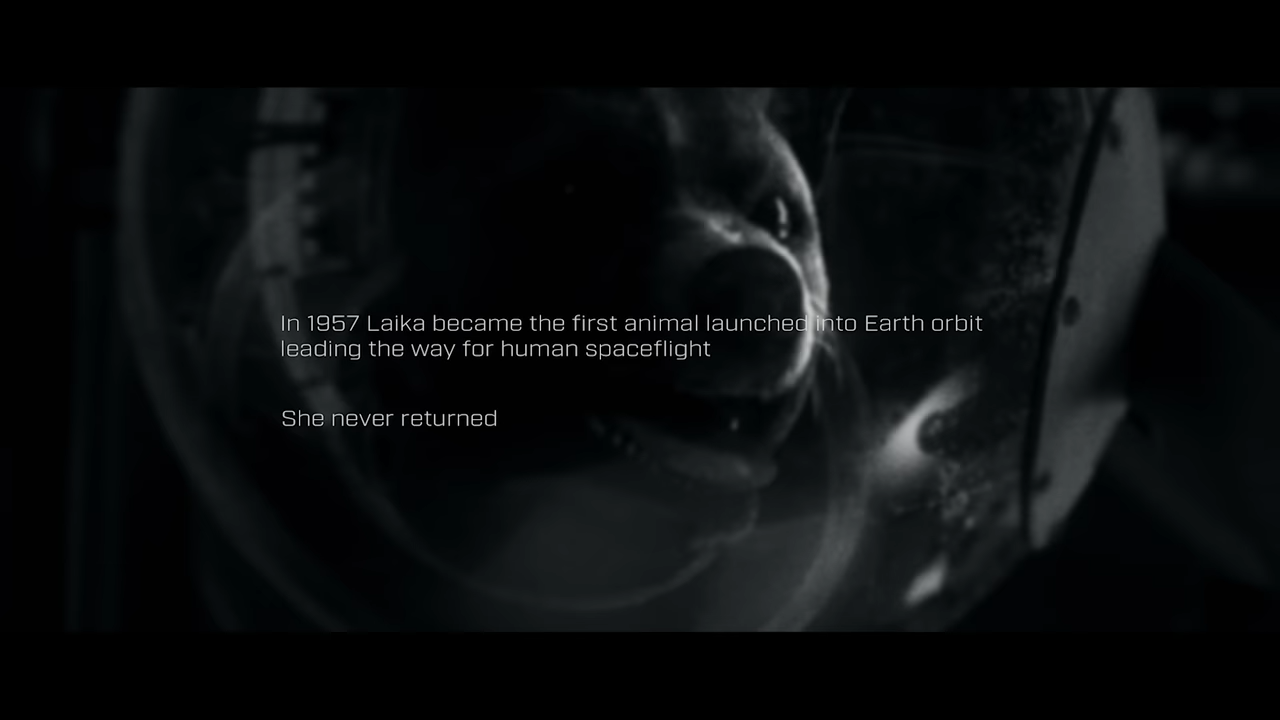 In 1957 Laika became the first animal launched into Earth orbit
leading the way for human spaceflight
She never returned